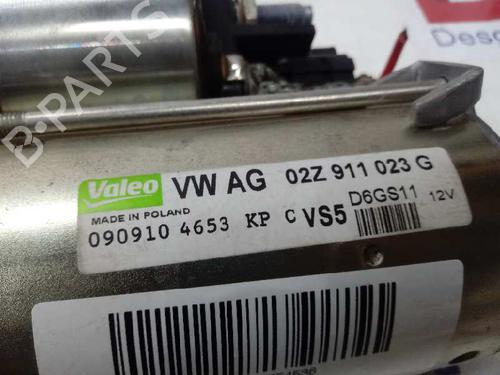 Desc
B-PARTS
Valeo VW AG 02Z 911 023 G
MADE IN POLAND
D6GS11 12V
090910 4653 KP C VS5